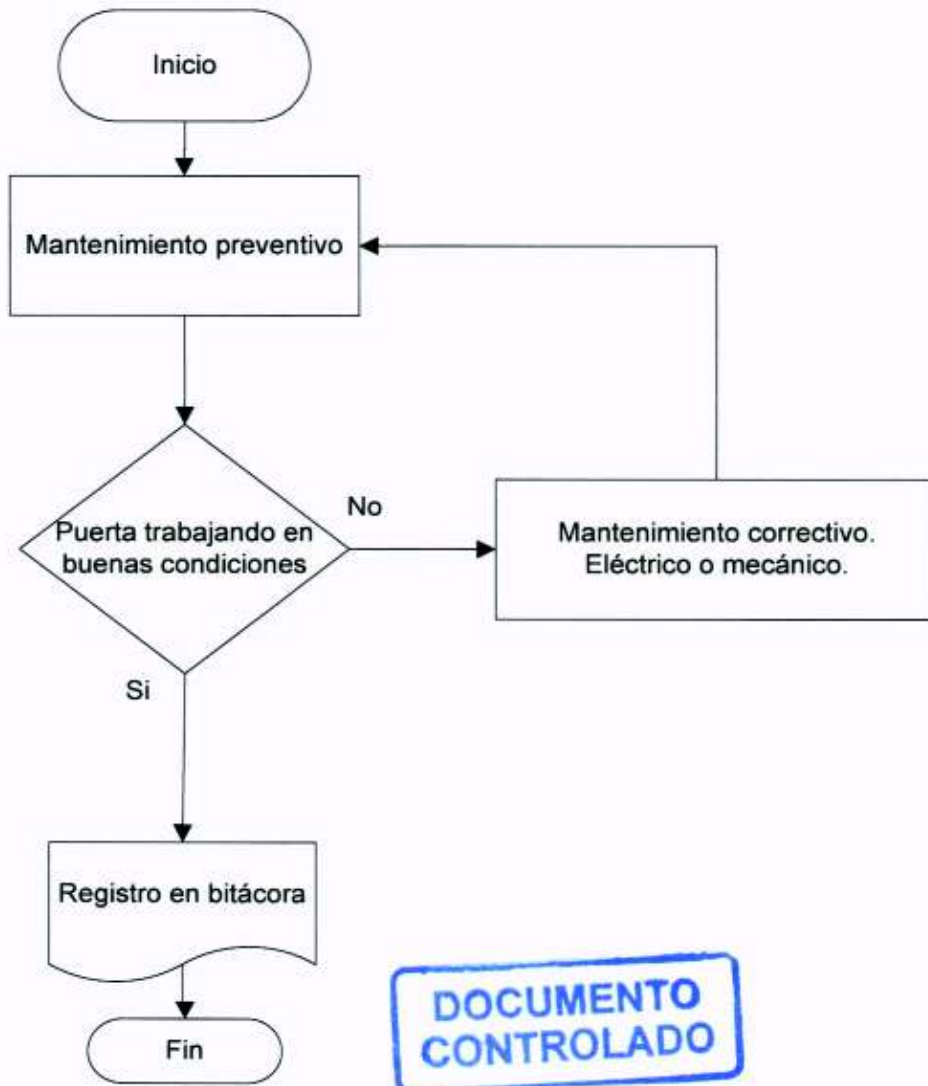 Inicio
Mantenimiento preventivo
Puerta trabajando en
buenas condiciones
No
Mantenimiento correctivo.
Eléctrico o mecánico.
Si
Registro en bitácora
Fin
DOCUMENTO
CONTROLADO